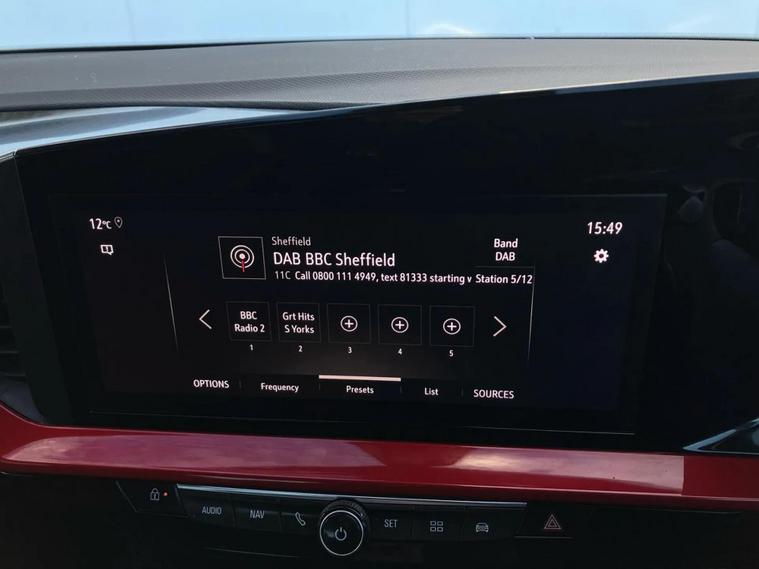 12°C
15:49
Sheffield
DAB BBC Sheffield
11C Call 0800 111 4949, text 81333 starting v Station 5/12
Band
DAB
BBC
Radio 2
Grt Hits
S Yorks
1 2 3 4 5
OPTIONS Frequency Presets List SOURCES
AUDIO NAV SET